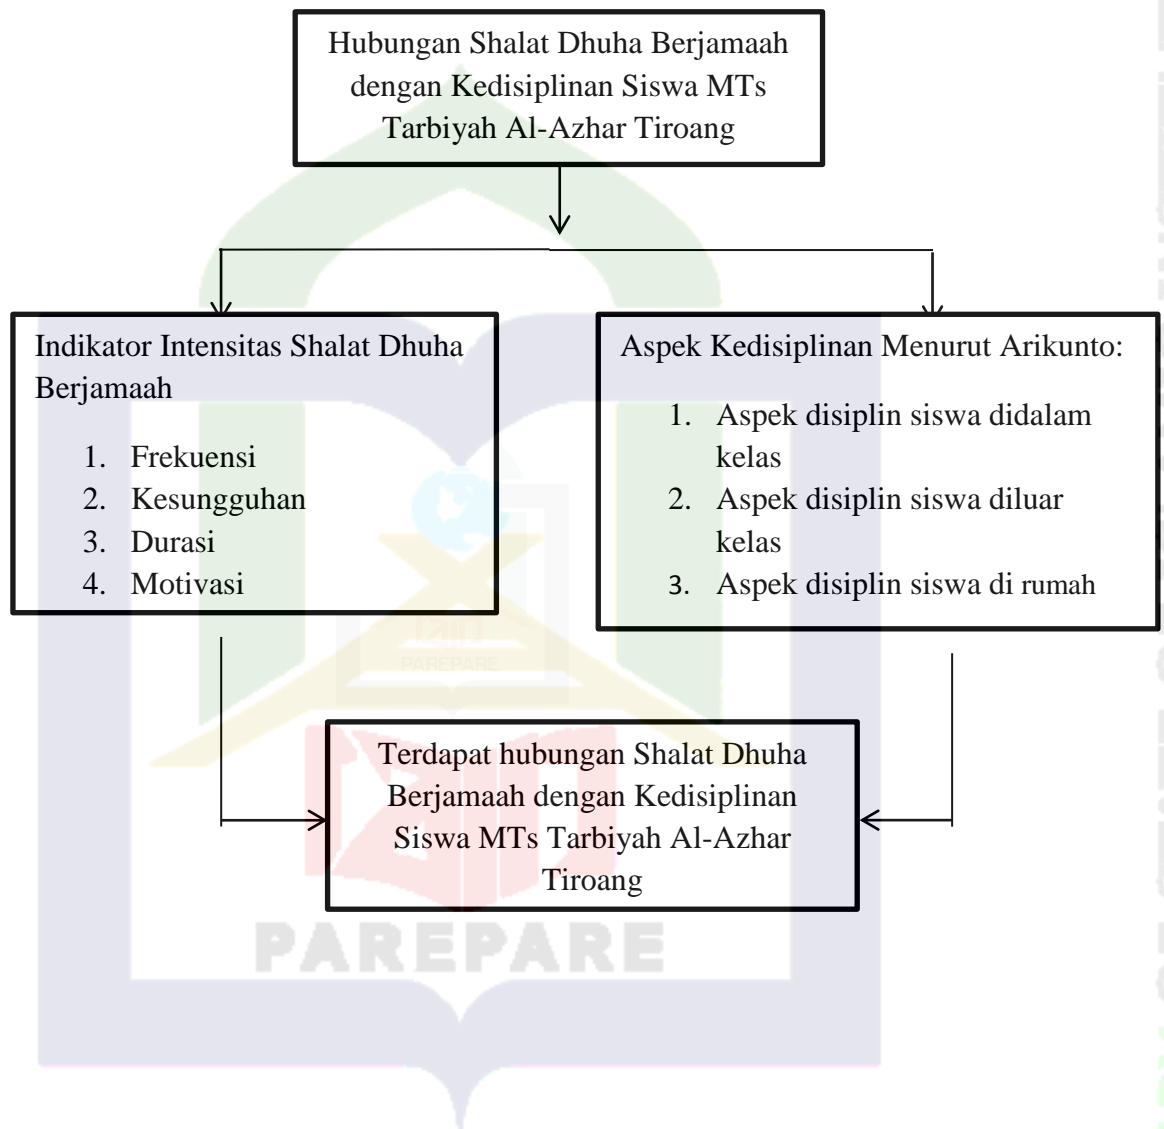 Hubungan Shalat Dhuha Berjamaah
dengan Kedisiplinan Siswa MTs
Tarbiyah Al-Azhar Tiroang
Indikator Intensitas Shalat Dhuha
Berjamaah
1. Frekuensi
2. Kesungguhan
3. Durasi
4. Motivasi
Aspek Kedisiplinan Menurut Arikunto:
1. Aspek disiplin siswa didalam
kelas
2. Aspek disiplin siswa diluar
kelas
3. Aspek disiplin siswa di rumah
PAREPARE
Terdapat hubungan Shalat Dhuha
Berjamaah dengan Kedisiplinan
Siswa MTs Tarbiyah Al-Azhar
Tiroang
PAREPARE